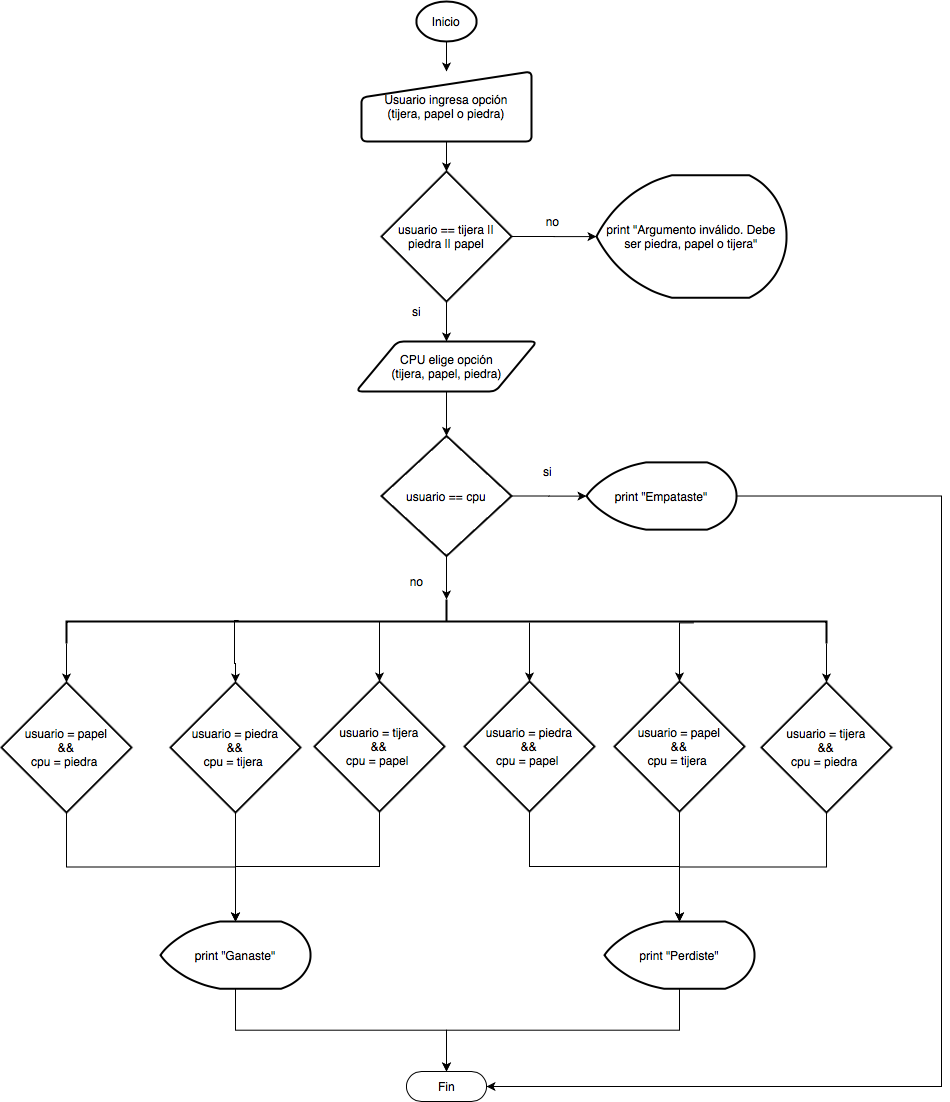 Inicio
Usuario ingresa opción
(tijera, papel o piedra)
usuario == tijera ||
piedra || papel
no
print "Argumento inválido. Debe
ser piedra, papel o tijera"
si
CPU elige opción
(tijera, papel, piedra)
usuario == cpu
si
print "Empataste"
no
usuario = papel
&&
cpu = piedra
usuario = piedra
&&
cpu = tijera
usuario = tijera
&&
cpu = papel
usuario = piedra
&&
cpu = papel
usuario = papel
&&
cpu = tijera
usuario = tijera
&&
cpu = piedra
print "Ganaste"
print "Perdiste"
Fin